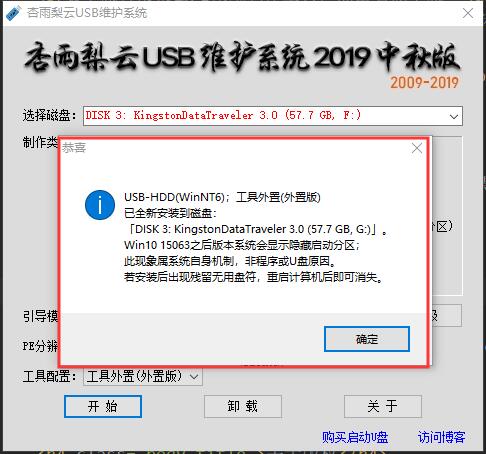 杏雨梨云USB维护系统
杏雨梨云USB维护系统2019中秋版
2009-2019
选择磁盘: DISK 3: KingstonDataTraveler 3.0 (57.7 GB, F:)
制作类
恭喜
USB-HDD(WinNT6)；工具外置(外置版)
已全新安装到磁盘:
「DISK 3: KingstonDataTraveler 3.0 (57.7 GB, G:)」。
Win10 15063之后版本系统会显示隐藏启动分区；
此现象属系统自身机制，非程序或U盘原因。
若安装后出现残留无用盘符，重启计算机后即可消失。
确定
分区)
引导模
级
PE分辨
工具配置: 工具外置(外置版)
开 始
卸 载
关 于
购买启动U盘
访问博客